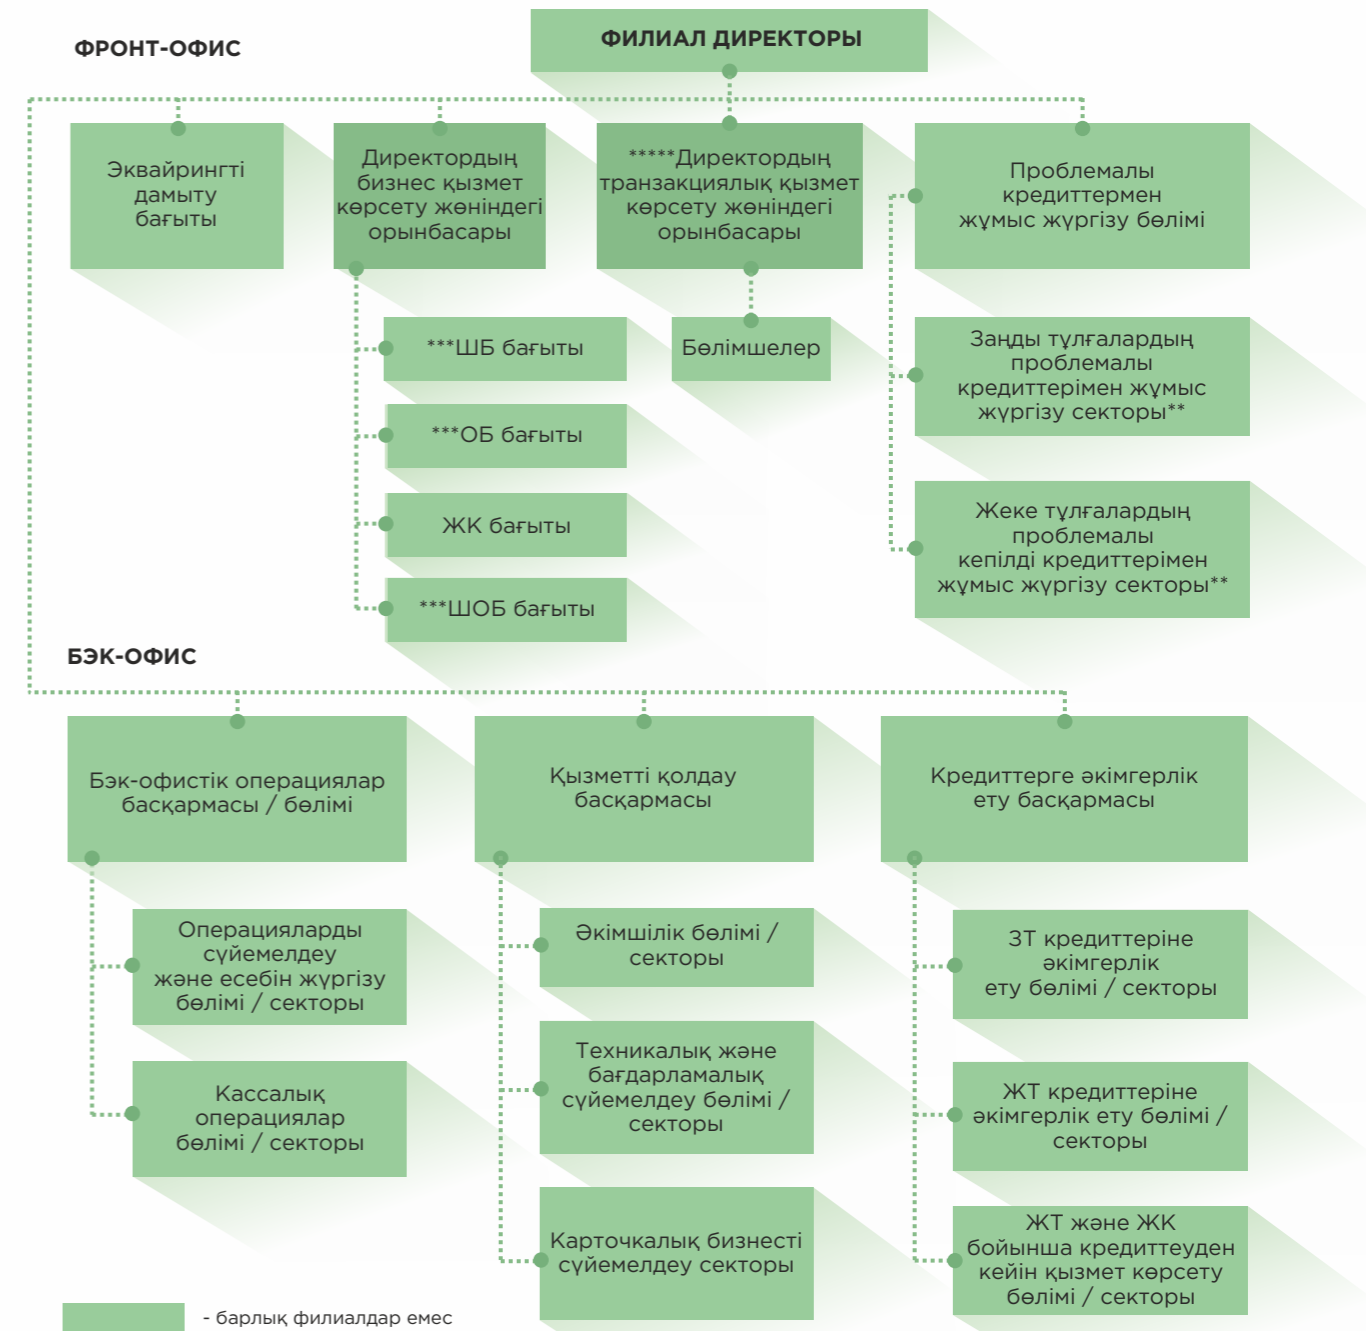 ФРОНТ-ОФИС
ФИЛИАЛ ДИРЕКТОРЫ
Эквайрингті
дамыту
бағыты
Директордың
бизнес қызмет
көрсету жөніндегі
орынбасары
*****Директордың
транзакциялық қызмет
көрсету жөніндегі
орынбасары
Проблемалы
кредиттермен
жұмыс жүргізу бөлімі
***ШБ бағыты
***ОБ бағыты
ЖК бағыты
***ШОБ бағыты
Бөлімшелер
Заңды тұлғалардың
проблемалы
кредиттерімен жұмыс
жүргізу секторы**
Жеке тұлғалардың
проблемалы
кепілді кредиттерімен
жұмыс жүргізу секторы**
БЭК-ОФИС
Бэк-офистік операциялар
басқармасы / бөлімі
Операцияларды
сүйемелдеу
және есебін жүргізу
бөлімі / секторы
Кассалық
операциялар
бөлімі / секторы
Қызметті қолдау
басқармасы
Әкімшілік бөлімі /
секторы
Техникалық және
бағдарламалық
сүйемелдеу бөлімі /
секторы
Карточкалық бизнесті
сүйемелдеу секторы
Кредиттерге әкімгерлік
ету басқармасы
ЗТ кредиттеріне
әкімгерлік
ету бөлімі / секторы
ЖТ кредиттеріне
әкімгерлік ету бөлімі /
секторы
ЖТ және ЖК
бойынша кредиттеуден
кейін қызмет көрсету
бөлімі / секторы
- барлық филиалдар емес